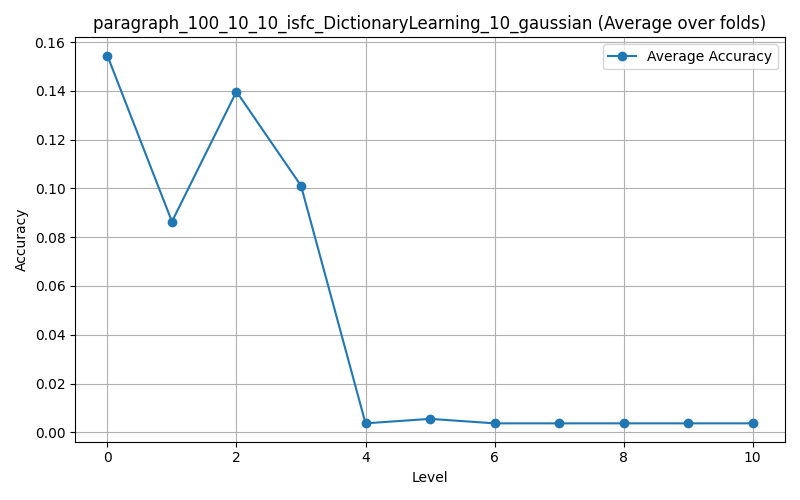 paragraph_100_10_10_isfc_DictionaryLearning_10_gaussian (Average over folds)
Average Accuracy
0.16
0.14
0.12
0.10
0.08
0.06
0.04
0.02
0.00
Accuracy
0 2 4 6 8 10
Level